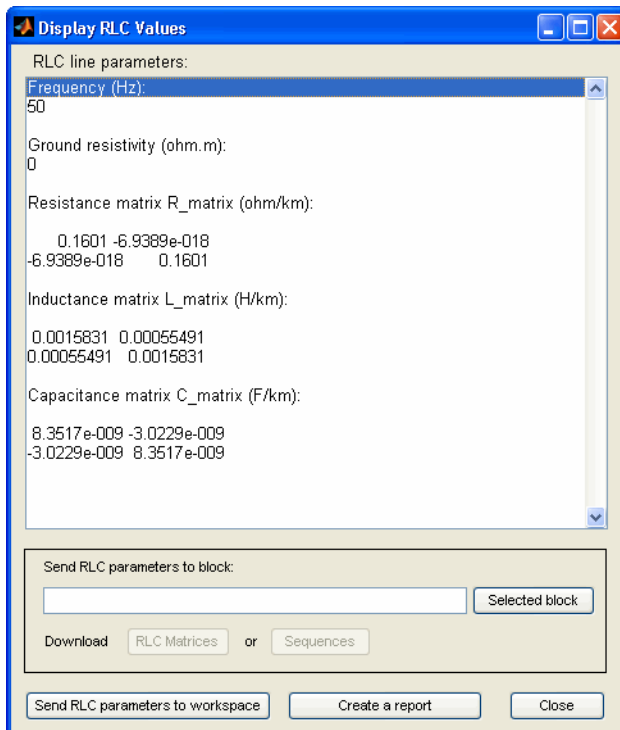 Display RLC Values
RLC line parameters:
Frequency (Hz):
50
Ground resistivity (ohm.m):
0
Resistance matrix R_matrix (ohm/km):
0.1601 -6.9389e-018
-6.9389e-018 0.1601
Inductance matrix L_matrix (H/km):
0.0015831 0.00055491
0.00055491 0.0015831
Capacitance matrix C_matrix (F/km):
8.3517e-009 -3.0229e-009
-3.0229e-009 8.3517e-009
Send RLC parameters to block:
Selected block
Download RLC Matrices or Sequences
Send RLC parameters to workspace Create a report Close